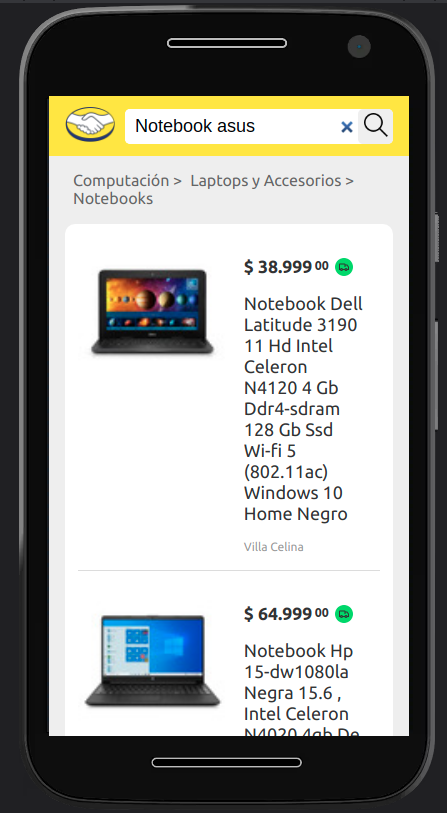 Notebook asus
Computación > Laptops y Accesorios >
Notebooks
$ 38.999 00
Notebook Dell
Latitude 3190
11 Hd Intel
Celeron
N4120 4 Gb
Ddr4-sdram
128 Gb Ssd
Wi-fi 5
(802.11ac)
Windows 10
Home Negro
Villa Celina
$ 64.999 00
Notebook Hp
15-dw1080la
Negra 15.6 ,
Intel Celeron
N4020 4gb De